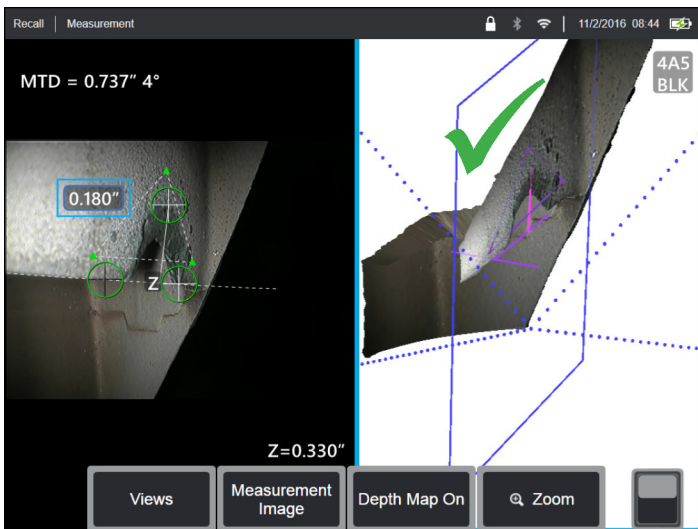 Recall | Measurement
11/2/2016 08:44
MTD = 0.737" 4°
4A5
BLK
0.180"
Z
Z=0.330"
Views
Measurement
Image
Depth Map On
Zoom